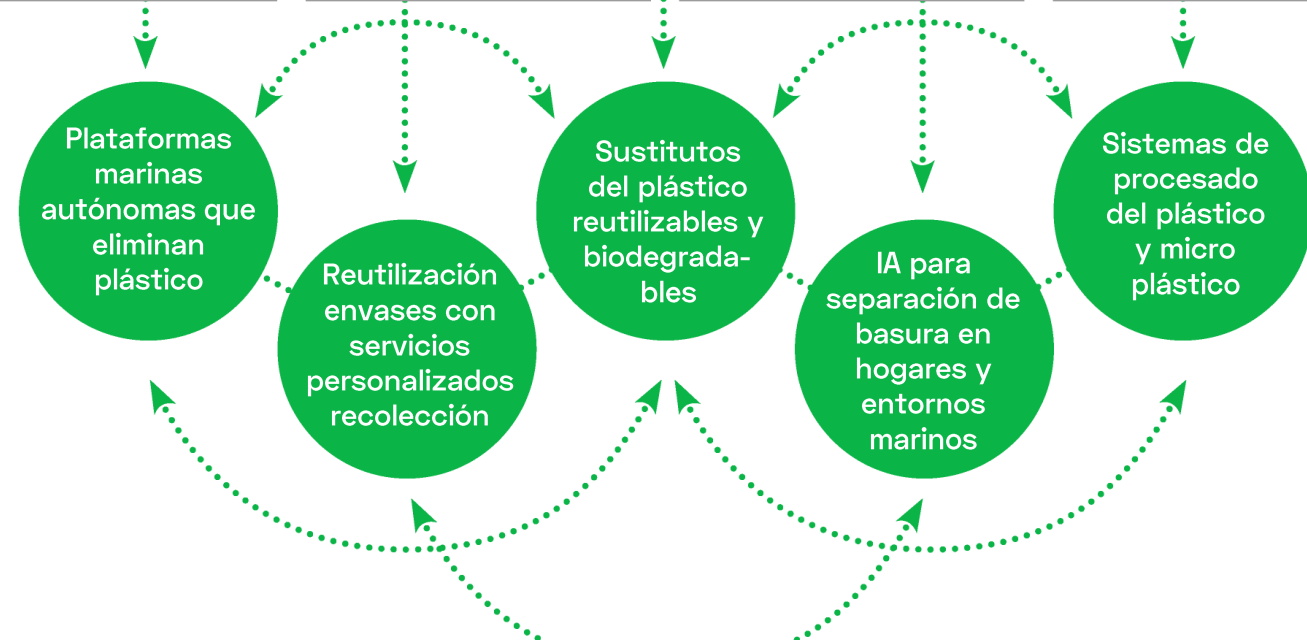 Plataformas
marinas
autónomas que
eliminan
plástico
Reutilización
envases con
servicios
personalizados
recolección
Sustitutos
del plástico
reutilizables y
biodegrada-
bles
IA para
separación de
basura en
hogares y
entornos
marinos
Sistemas de
procesado
del plástico
y micro
plástico